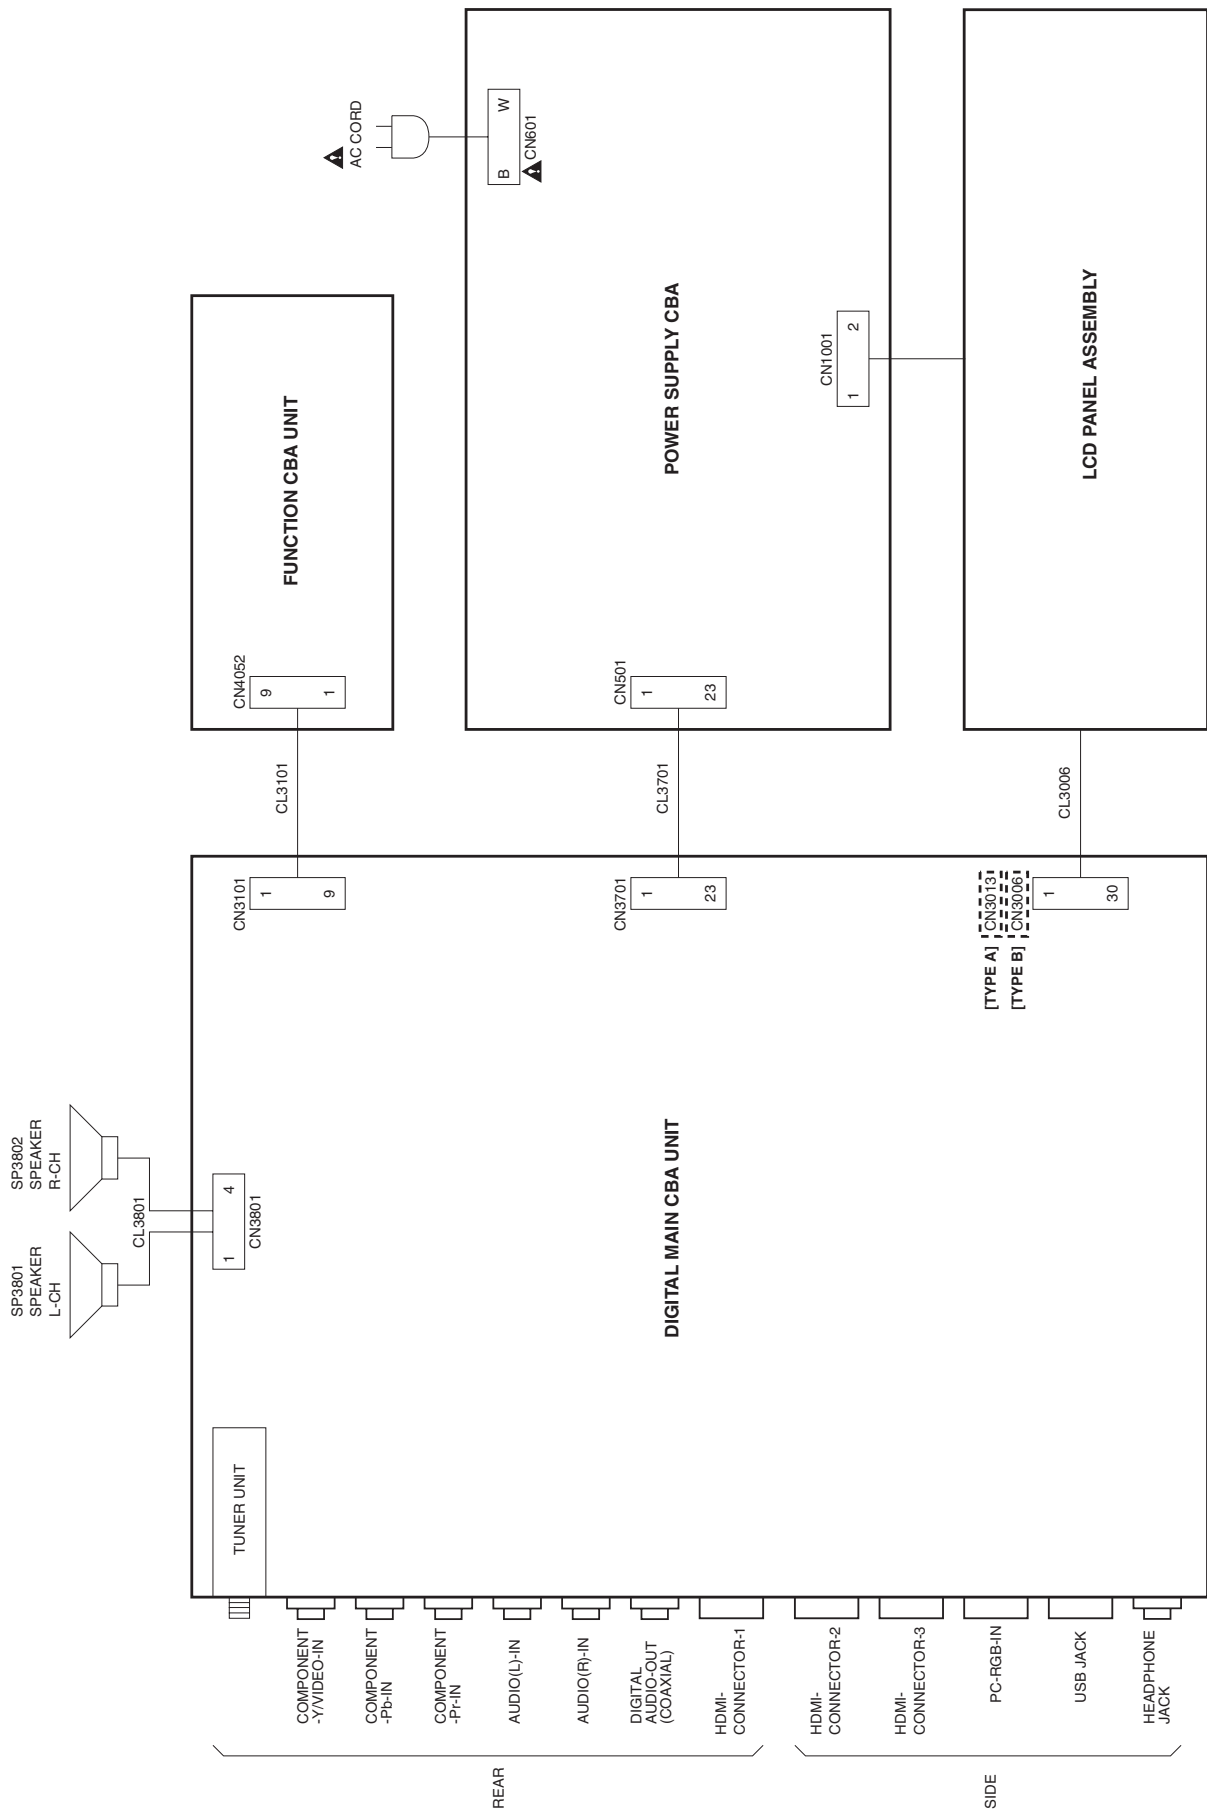 SP3801
SPEAKER
L-CH
SP3802
SPEAKER
R-CH
CL3801
1 4
CN3801
TUNER UNIT
DIGITAL MAIN CBA UNIT
COMPONENT
-Y/VIDEO-IN
COMPONENT
-Pb-IN
COMPONENT
-Pr-IN
AUDIO(L)-IN
AUDIO(R)-IN
DIGITAL
AUDIO-OUT
(COAXIAL)
HDMI-
CONNECTOR-1
REAR
HDMI-
CONNECTOR-2
HDMI-
CONNECTOR-3
PC-RGB-IN
USB JACK
HEADPHONE
JACK
SIDE
CN3101
1
9
CL3101
CN4052
9
1
FUNCTION CBA UNIT
CN3701
1
23
CL3701
CN501
1
23
POWER SUPPLY CBA
AC CORD
B W
CN601
CN1001
1 2
[TYPE A] CN3013
[TYPE B] CN3006
1
30
CL3006
LCD PANEL ASSEMBLY